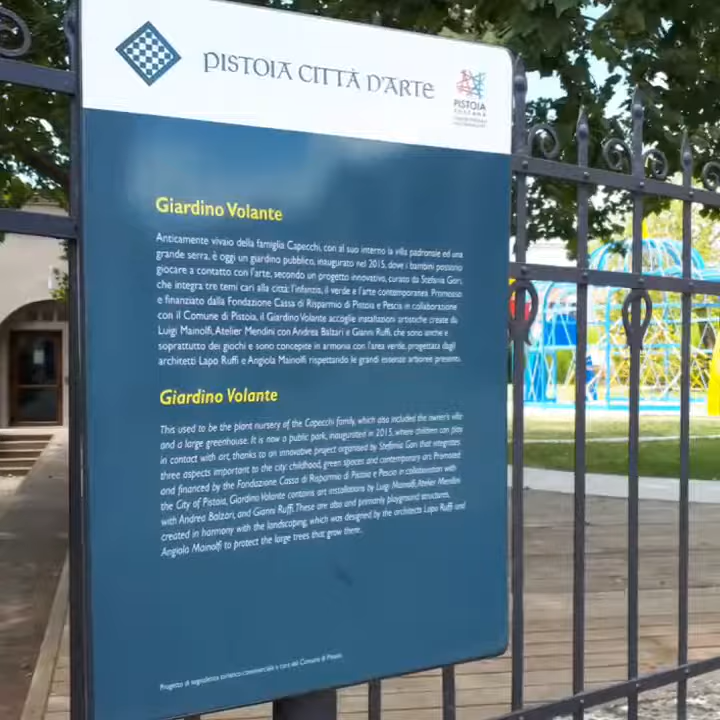 PISTOIA CITTÀ D'ARTE
PISTOIA
Giardino Volante
Anticamente vivaio della famiglia Capecchi, con al suo interno la villa padronale ed una
grande serra, è oggi un giardino pubblico, inaugurato nel 2015, dove i bambini possono
giocare a contatto con l'arte, secondo un progetto innovativo, curato da Stefania Gori,
che integra tre temi cari alla città: l'infanzia, il verde e l'arte contemporanea. Promosso
e finanziato dalla Fondazione Cassa di Risparmio di Pistoia e Pescia in collaborazione
con il Comune di Pistoia, il Giardino Volante accoglie installazioni artistiche create da
Luigi Mainolfi, Atelier Mendini con Andrea Balzari e Gianni Ruffi, che sono anche e
soprattutto dei giochi e sono concepite in armonia con l'area verde, progettata dagli
architetti Lapo Ruffi e Angiola Mainolfi rispettando le grandi essenze arboree presenti.
Giardino Volante
This used to be the plant nursery of the Capecchi family, which also included the owner's villa
and a large greenhouse. It is now a public park, inaugurated in 2015, where children can play
in contact with art, thanks to an innovative project organised by Stefania Gori that integrates
three aspects important to the city: childhood, green spaces and contemporary art. Promoted
and financed by the Fondazione Cassa di Risparmio di Pistoia e Pescia in collaboration with
the City of Pistoia, Giardino Volante contains art installations by Luigi Mainolfi, Atelier Mendini
with Andrea Balzari, and Gianni Ruffi. These are also and primarily playground structures,
created in harmony with the landscaping, which was designed by the architects Lapo Ruffi and
Angiola Mainolfi to protect the large trees that grow there.
Progetto di segnaletica turistico commerciale a cura del Comune di Pistoia